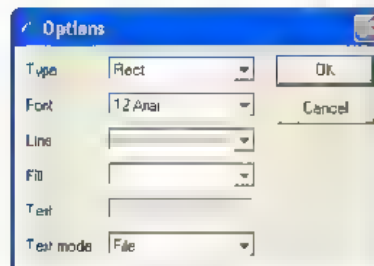 Options
Type Rect OK
Font 12 Arial Cancel
Line
Fill
Text
Text mode File